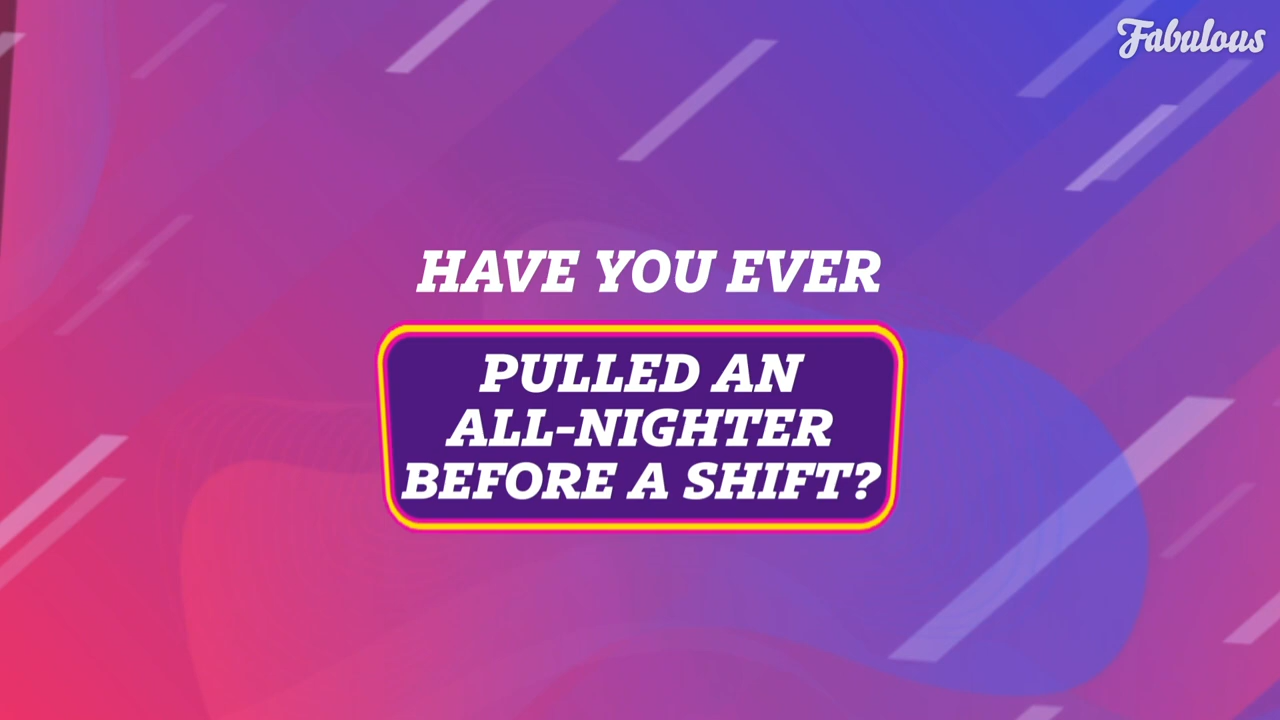 Fabulous
HAVE YOU EVER
PULLED AN
ALL-NIGHTER
BEFORE A SHIFT?